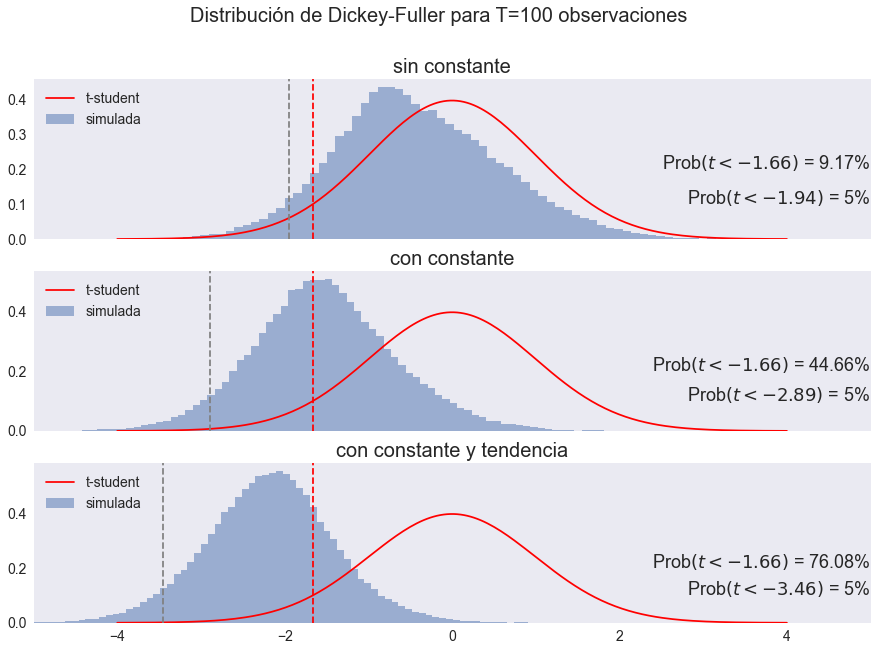 Distribución de Dickey-Fuller para T=100 observaciones
sin constante
t-student
simulada
0.4
0.3
0.2
0.1
0.0
Prob(t < −1.66) = 9.17%
Prob(t < −1.94) = 5%
con constante
t-student
simulada
0.4
0.2
0.0
Prob(t < −1.66) = 44.66%
Prob(t < −2.89) = 5%
con constante y tendencia
t-student
simulada
0.4
0.2
0.0
Prob(t < −1.66) = 76.08%
Prob(t < −3.46) = 5%
−4 −2 0 2 4